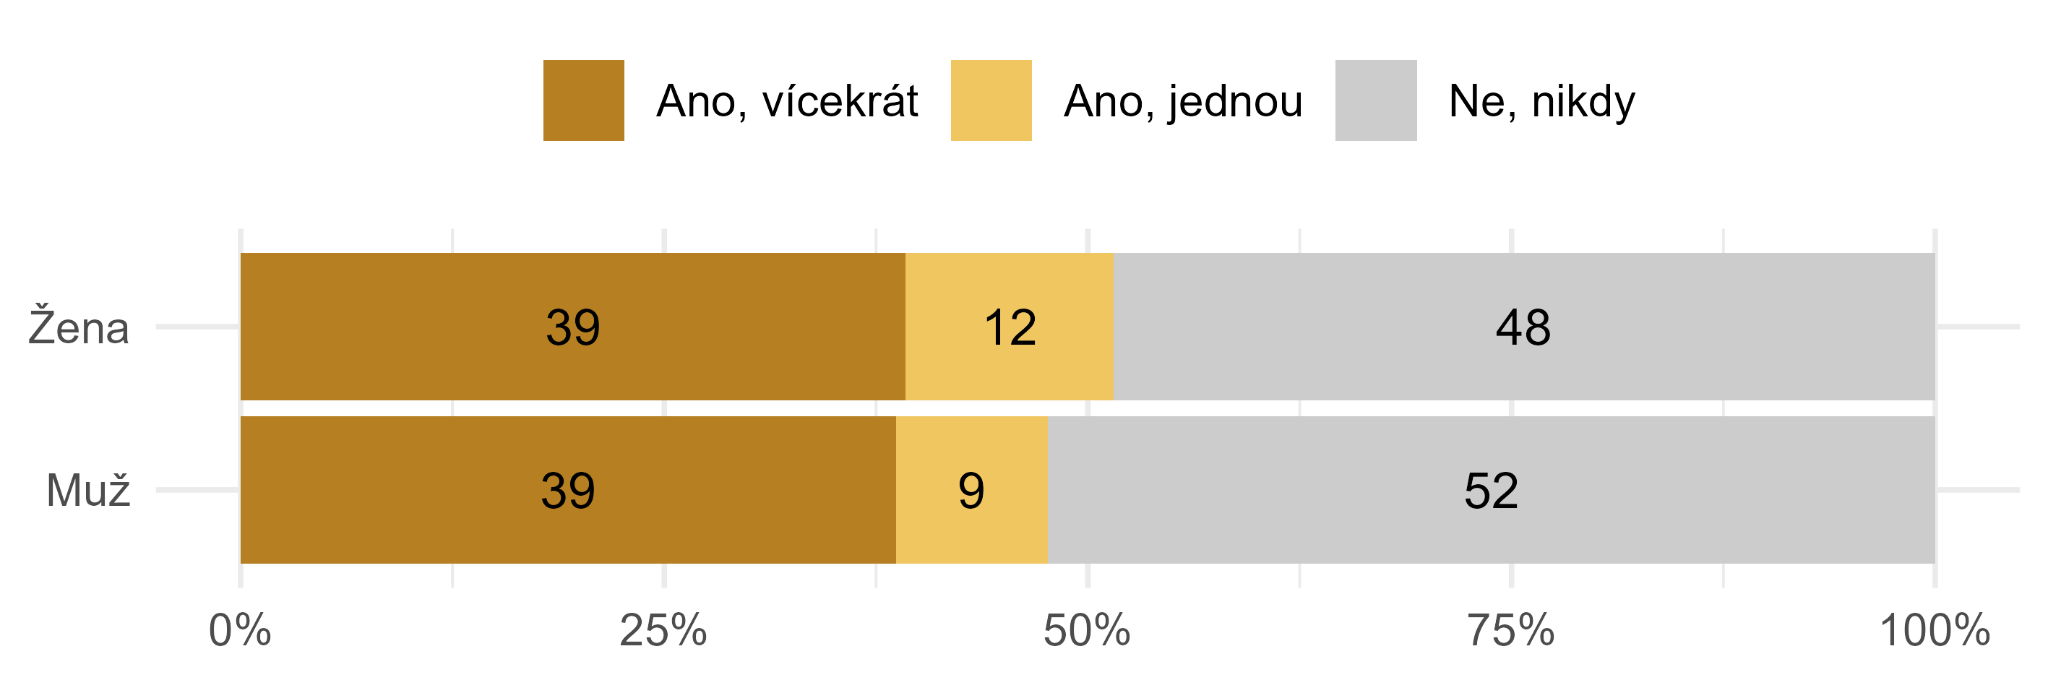 Ano, vícekrát Ano, jednou Ne, nikdy
Žena 39 12 48
Muž 39 9 52
0% 25% 50% 75% 100%